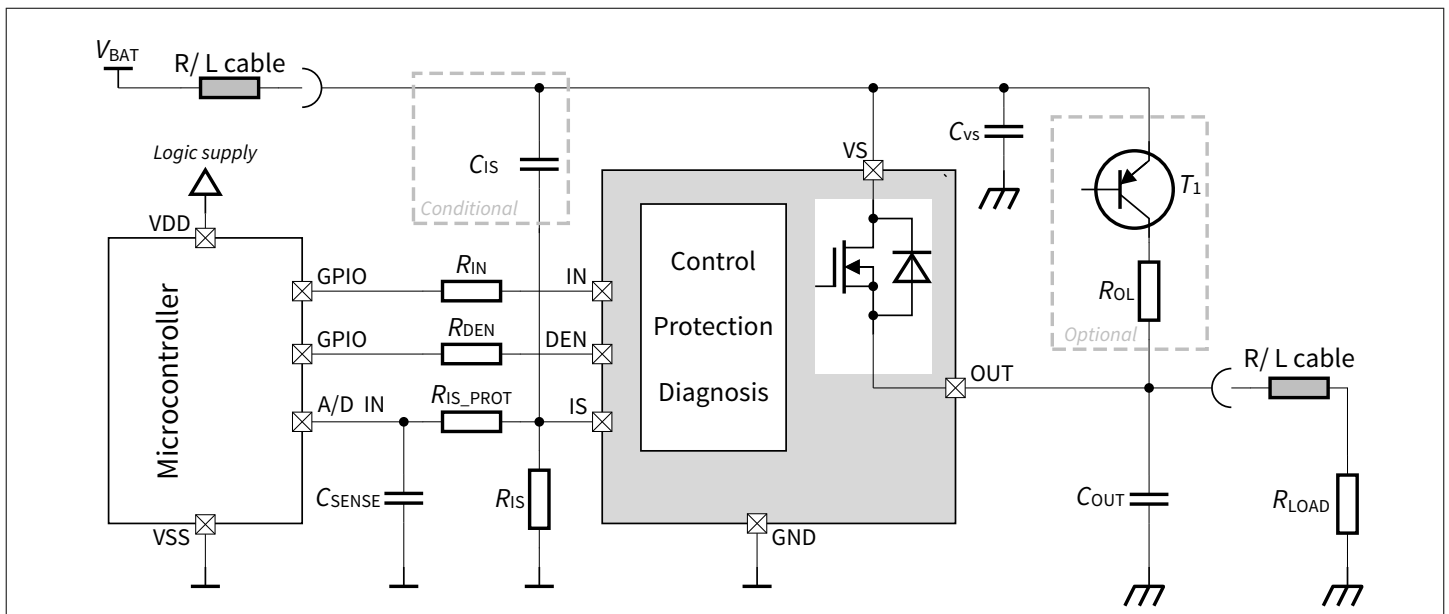 VBAT
R/ L cable
Logic supply
CIS
Conditional
VS
Cvs
T1
VDD
Microcontroller
GPIO
RIN
IN
Control
Protection
Diagnosis
ROL
Optional
GPIO
RDEN
DEN
R/ L cable
OUT
A/D IN
RIS_PROT
IS
CSENSE
RIS
COUT
RLOAD
VSS
GND